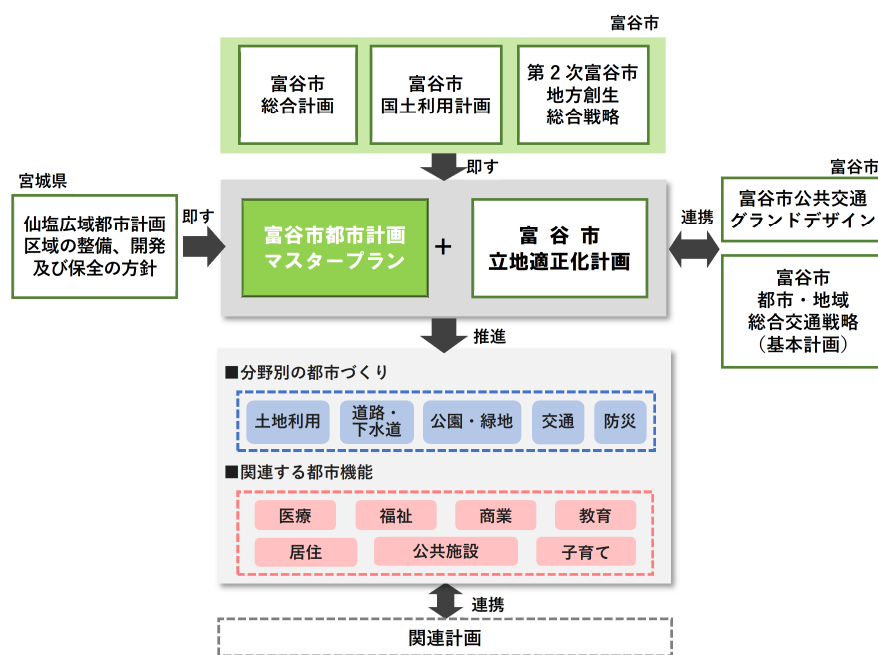 富谷市
富谷市
総合計画
富谷市
国土利用計画
第2次富谷市
地方創生
総合戦略
即す
宮城県
仙塩広域都市計画
区域の整備、開発
及び保全の方針
即す
富谷市都市計画
マスタープラン
+
富谷市
立地適正化計画
連携
富谷市
富谷市公共交通
グランドデザイン
富谷市
都市・地域
総合交通戦略
(基本計画)
推進
■分野別の都市づくり
土地利用
道路・
下水道
公園・緑地
交通
防災
■関連する都市機能
医療
福祉
商業
教育
居住
公共施設
子育て
連携
関連計画